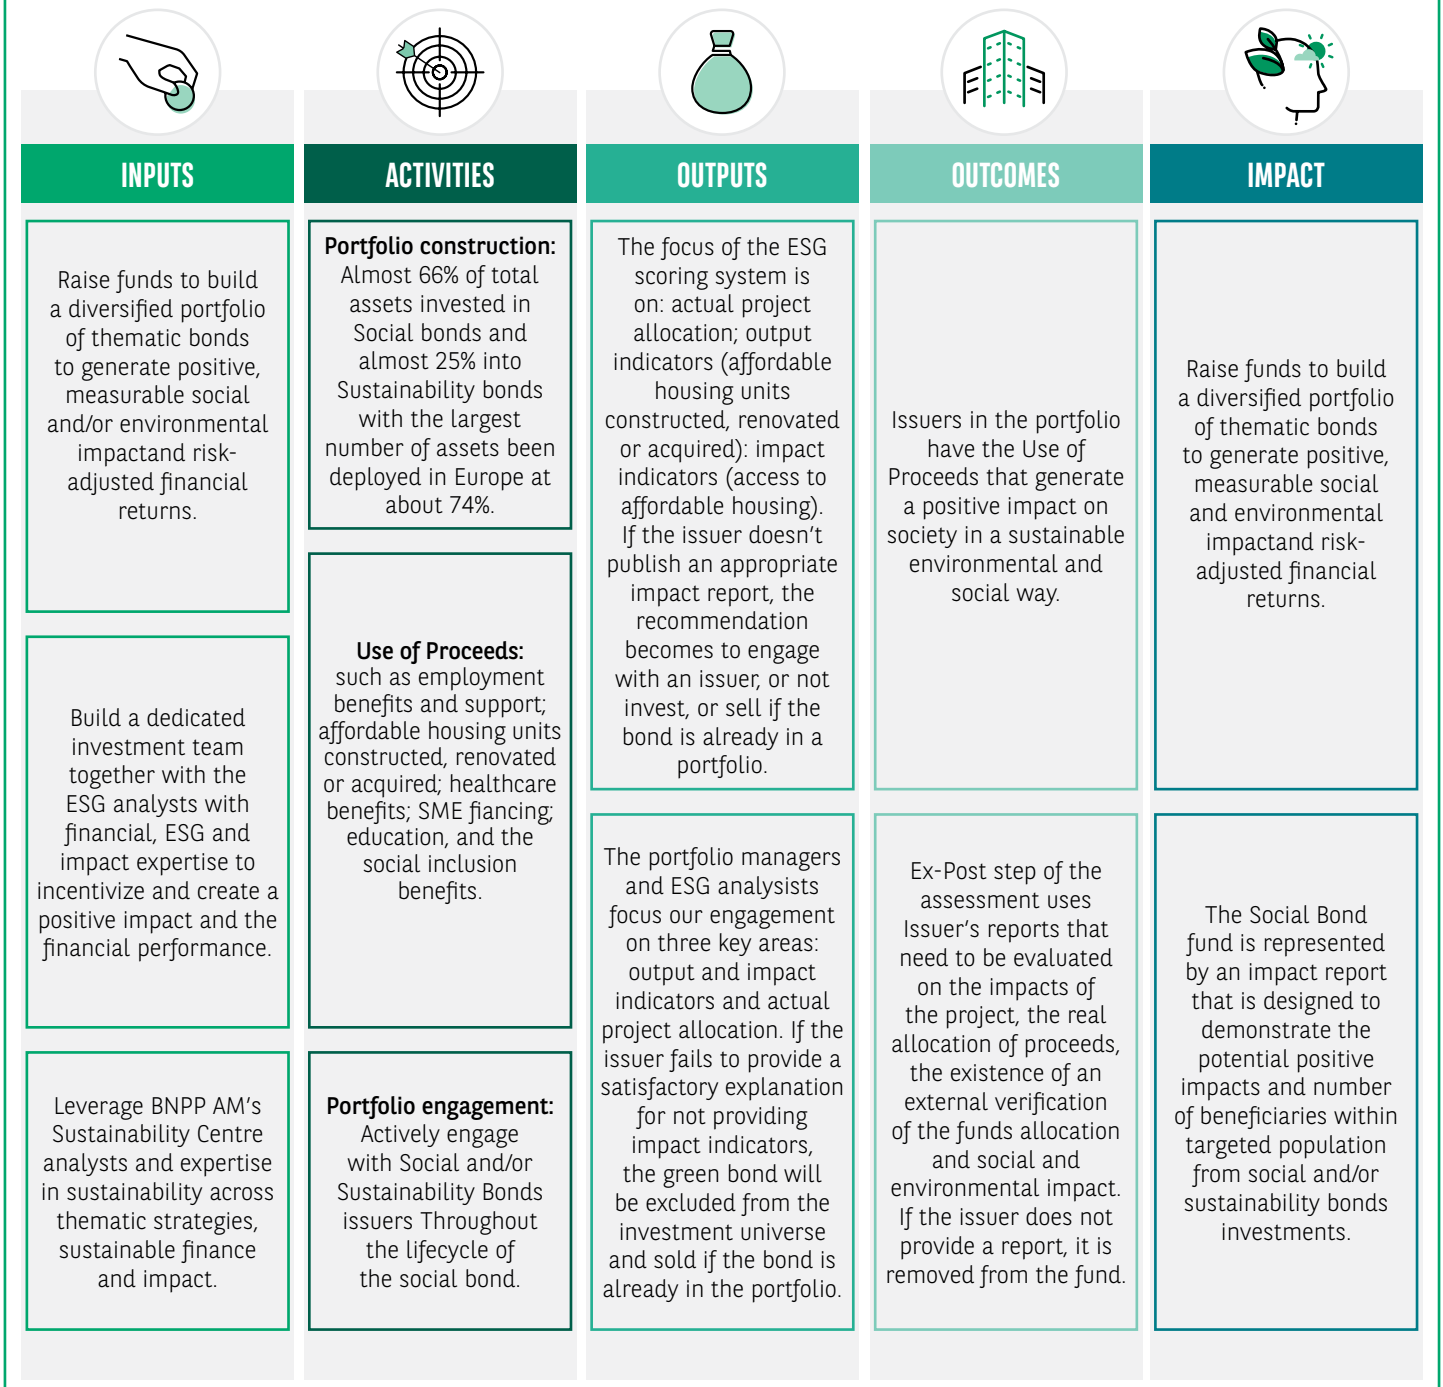 INPUTS
Raise funds to build
a diversified portfolio
of thematic bonds
to generate positive,
measurable social
and/or environmental
impactand risk-
adjusted financial
returns.
Build a dedicated
investment team
together with the
ESG analysts with
financial, ESG and
impact expertise to
incentivize and create a
positive impact and the
financial performance.
Leverage BNPP AM's
Sustainability Centre
analysts and expertise
in sustainability across
thematic strategies,
sustainable finance
and impact.
ACTIVITIES
Portfolio construction:
Almost 66% of total
assets invested in
Social bonds and
almost 25% into
Sustainability bonds
with the largest
number of assets been
deployed in Europe at
about 74%.
Use of Proceeds:
such as employment
benefits and support;
affordable housing units
constructed, renovated
or acquired; healthcare
benefits; SME fiancing;
education, and the
social inclusion
benefits.
Portfolio engagement:
Actively engage
with Social and/or
Sustainability Bonds
issuers Throughout
the lifecycle of
the social bond.
OUTPUTS
The focus of the ESG
scoring system is
on: actual project
allocation; output
indicators (affordable
housing units
constructed, renovated
or acquired): impact
indicators (access to
affordable housing).
If the issuer doesn't
publish an appropriate
impact report, the
recommendation
becomes to engage
with an issuer, or not
invest, or sell if the
bond is already in a
portfolio.
The portfolio managers
and ESG analysists
focus our engagement
on three key areas:
output and impact
indicators and actual
project allocation. If the
issuer fails to provide a
satisfactory explanation
for not providing
impact indicators,
the green bond will
be excluded from the
investment universe
and sold if the bond is
already in the portfolio.
OUTCOMES
Issuers in the portfolio
have the Use of
Proceeds that generate
a positive impact on
society in a sustainable
environmental and
social way.
Ex-Post step of the
assessment uses
Issuer's reports that
need to be evaluated
on the impacts of
the project, the real
allocation of proceeds,
the existence of an
external verification
of the funds allocation
and social and
environmental impact.
If the issuer does not
provide a report, it is
removed from the fund.
IMPACT
Raise funds to build
a diversified portfolio
of thematic bonds
to generate positive,
measurable social
and environmental
impactand risk-
adjusted financial
returns.
The Social Bond
fund is represented
by an impact report
that is designed to
demonstrate the
potential positive
impacts and number
of beneficiaries within
targeted population
from social and/or
sustainability bonds
investments.